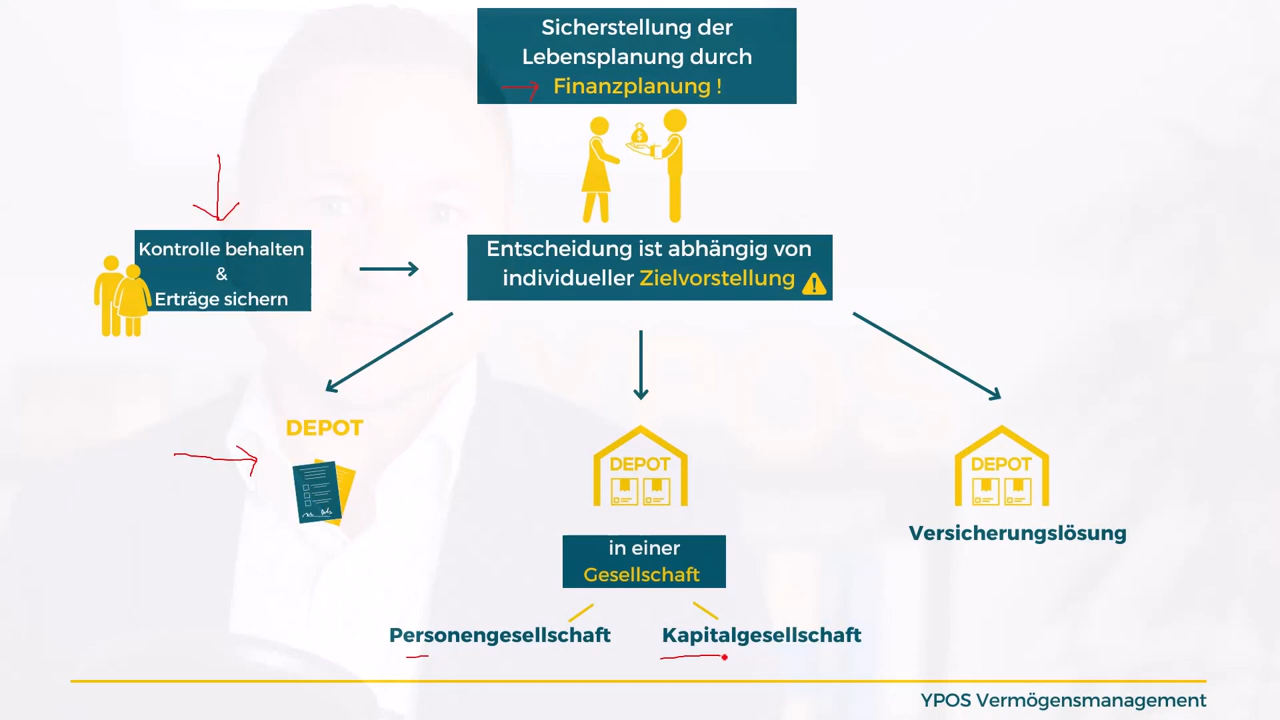 Sicherstellung der
Lebensplanung durch
Finanzplanung !
Kontrolle behalten
&
Erträge sichern
Entscheidung ist abhängig von
individueller Zielvorstellung
DEPOT
DEPOT
DEPOT
Versicherungslösung
in einer
Gesellschaft
Personengesellschaft
Kapitalgesellschaft
YPOS Vermögensmanagement